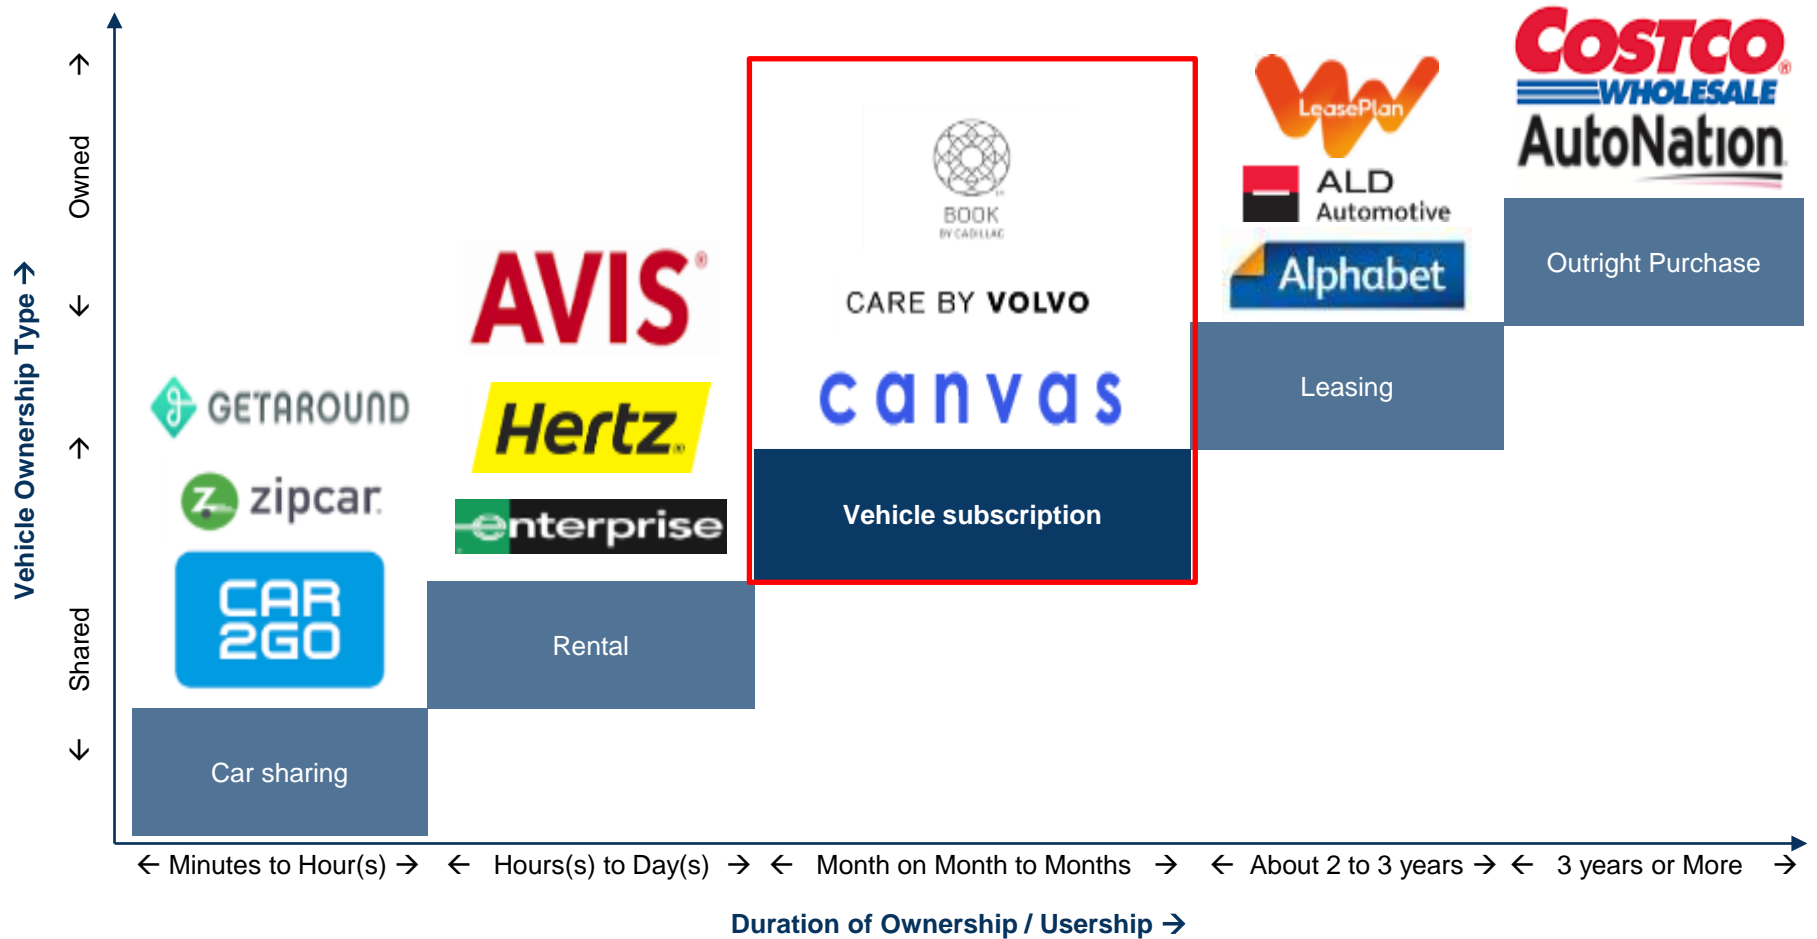 COSTCO
WHOLESALE
AutoNation
Outright Purchase
LeasePlan
ALD
Automotive
Alphabet
Leasing
BOOK
BY CADILLAC
CARE BY VOLVO
canvas
Vehicle subscription
AVIS®
Hertz®
enterprise
Rental
GETAROUND
zipcar
CAR
2GO
Car sharing
Vehicle Ownership Type →
← Shared →
← Owned →
← Minutes to Hour(s) →
← Hours(s) to Day(s) →
← Month on Month to Months →
← About 2 to 3 years →
← 3 years or More →
Duration of Ownership / Usership →